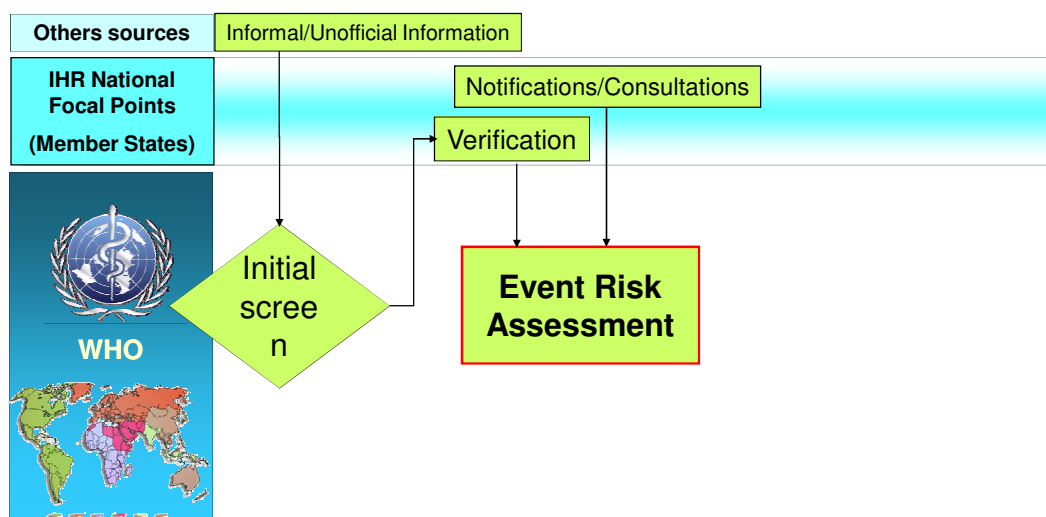 Others sources
Informal/Unofficial Information
IHR National
Focal Points
(Member States)
Notifications/Consultations
Verification
Initial
scree
n
Event Risk
Assessment
WHO